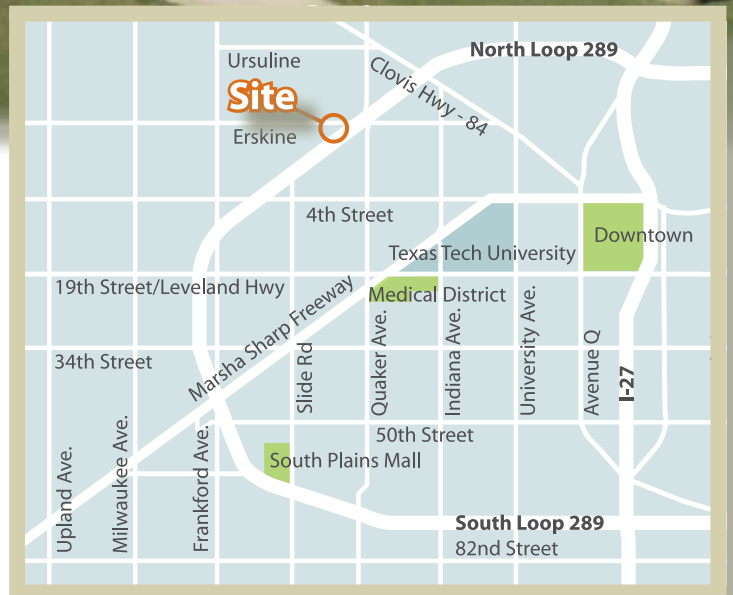 North Loop 289
Ursuline
Clovis Hwy - 84
Site
Erskine
4th Street
Downtown
Texas Tech University
19th Street/Leveland Hwy
Medical District
Marsha Sharp Freeway
34th Street
Slide Rd
Quaker Ave.
Indiana Ave.
University Ave.
Avenue Q
I-27
50th Street
South Plains Mall
Upland Ave.
Milwaukee Ave.
Frankford Ave.
South Loop 289
82nd Street